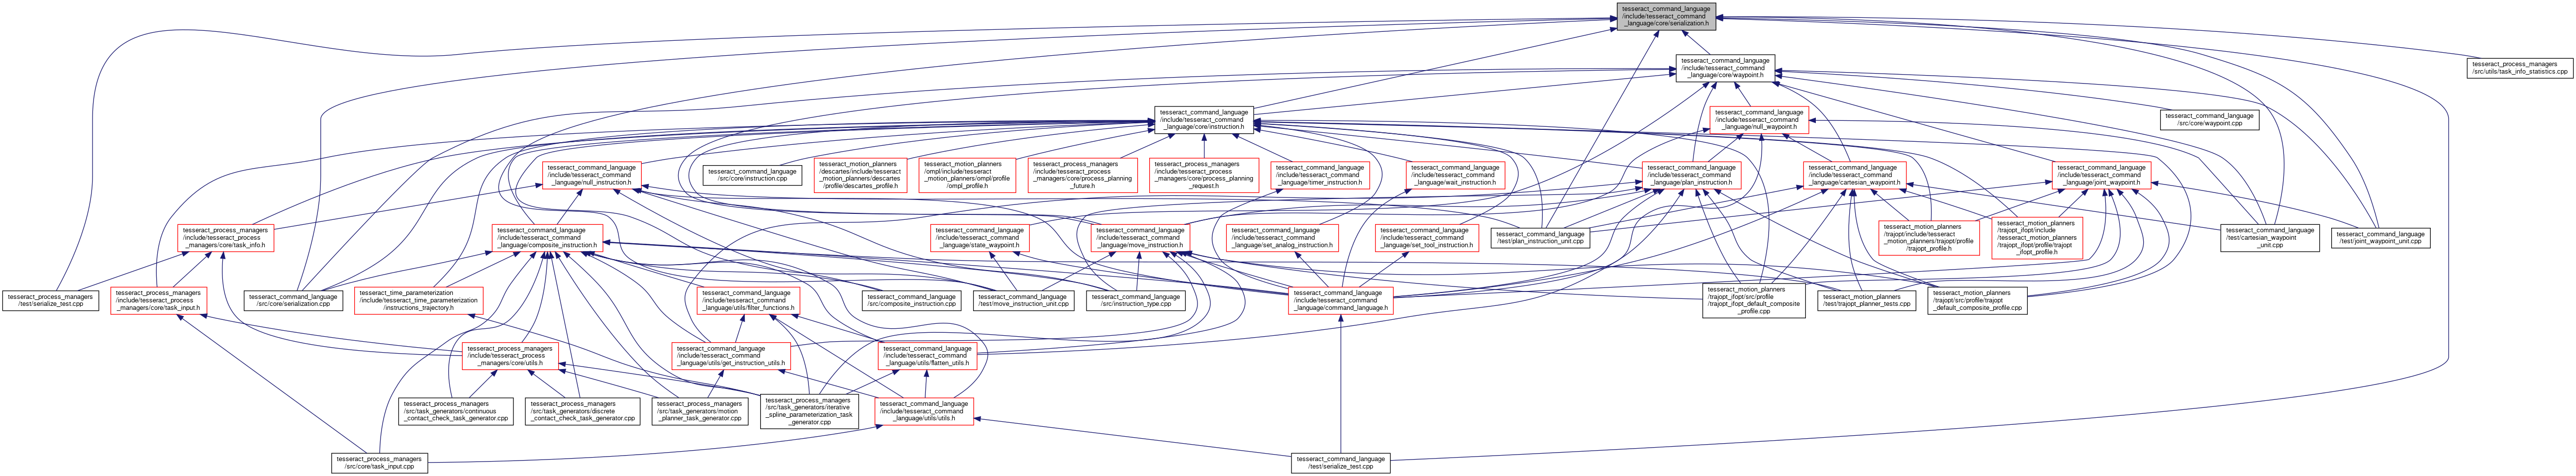 tesseract_command_language
/include/tesseract_command
_language/core/serialization.h
tesseract_command_language
/include/tesseract_command
_language/core/waypoint.h
tesseract_process_managers
/src/utils/task_info_statistics.cpp
tesseract_command_language
/include/tesseract_command
_language/core/instruction.h
tesseract_command_language
/include/tesseract_command
_language/null_waypoint.h
tesseract_command_language
/src/core/waypoint.cpp
tesseract_command_language
/include/tesseract_command
_language/null_instruction.h
tesseract_command_language
/src/core/instruction.cpp
tesseract_motion_planners
/descartes/include/tesseract
_motion_planners/descartes
/profile/descartes_profile.h
tesseract_motion_planners
/ompl/include/tesseract
_motion_planners/ompl/profile
/ompl_profile.h
tesseract_process_managers
/include/tesseract_process
_managers/core/process_planning
_future.h
tesseract_process_managers
/include/tesseract_process
_managers/core/process_planning
_request.h
tesseract_command_language
/include/tesseract_command
_language/timer_instruction.h
tesseract_command_language
/include/tesseract_command
_language/wait_instruction.h
tesseract_command_language
/include/tesseract_command
_language/plan_instruction.h
tesseract_command_language
/include/tesseract_command
_language/cartesian_waypoint.h
tesseract_command_language
/include/tesseract_command
_language/joint_waypoint.h
tesseract_process_managers
/include/tesseract_process
_managers/core/task_info.h
tesseract_command_language
/include/tesseract_command
_language/composite_instruction.h
tesseract_command_language
/include/tesseract_command
_language/state_waypoint.h
tesseract_command_language
/include/tesseract_command
_language/move_instruction.h
tesseract_command_language
/include/tesseract_command
_language/set_analog_instruction.h
tesseract_command_language
/include/tesseract_command
_language/set_tool_instruction.h
tesseract_command_language
/test/plan_instruction_unit.cpp
tesseract_motion_planners
/trajopt/include/tesseract
_motion_planners/trajopt/profile
/trajopt_profile.h
tesseract_motion_planners
/trajopt_ifopt/include
/tesseract_motion_planners
/trajopt_ifopt/profile/trajopt
_ifopt_profile.h
tesseract_command_language
/test/cartesian_waypoint
_unit.cpp
tesseract_command_language
/test/joint_waypoint_unit.cpp
tesseract_process_managers
/test/serialize_test.cpp
tesseract_process_managers
/include/tesseract_process
_managers/core/task_input.h
tesseract_command_language
/src/core/serialization.cpp
tesseract_time_parameterization
/include/tesseract_time_parameterization
/instructions_trajectory.h
tesseract_command_language
/include/tesseract_command
_language/utils/filter_functions.h
tesseract_command_language
/src/composite_instruction.cpp
tesseract_command_language
/test/move_instruction_unit.cpp
tesseract_command_language
/src/instruction_type.cpp
tesseract_command_language
/include/tesseract_command
_language/command_language.h
tesseract_motion_planners
/trajopt_ifopt/src/profile
/trajopt_ifopt_default_composite
_profile.cpp
tesseract_motion_planners
/test/trajopt_planner_tests.cpp
tesseract_motion_planners
/trajopt/src/profile/trajopt
_default_composite_profile.cpp
tesseract_process_managers
/include/tesseract_process
_managers/core/utils.h
tesseract_command_language
/include/tesseract_command
_language/utils/get_instruction_utils.h
tesseract_command_language
/include/tesseract_command
_language/utils/flatten_utils.h
tesseract_process_managers
/src/task_generators/continuous
_contact_check_task_generator.cpp
tesseract_process_managers
/src/task_generators/discrete
_contact_check_task_generator.cpp
tesseract_process_managers
/src/task_generators/motion
_planner_task_generator.cpp
tesseract_process_managers
/src/task_generators/iterative
_spline_parameterization_task
_generator.cpp
tesseract_command_language
/include/tesseract_command
_language/utils/utils.h
tesseract_process_managers
/src/core/task_input.cpp
tesseract_command_language
/test/serialize_test.cpp